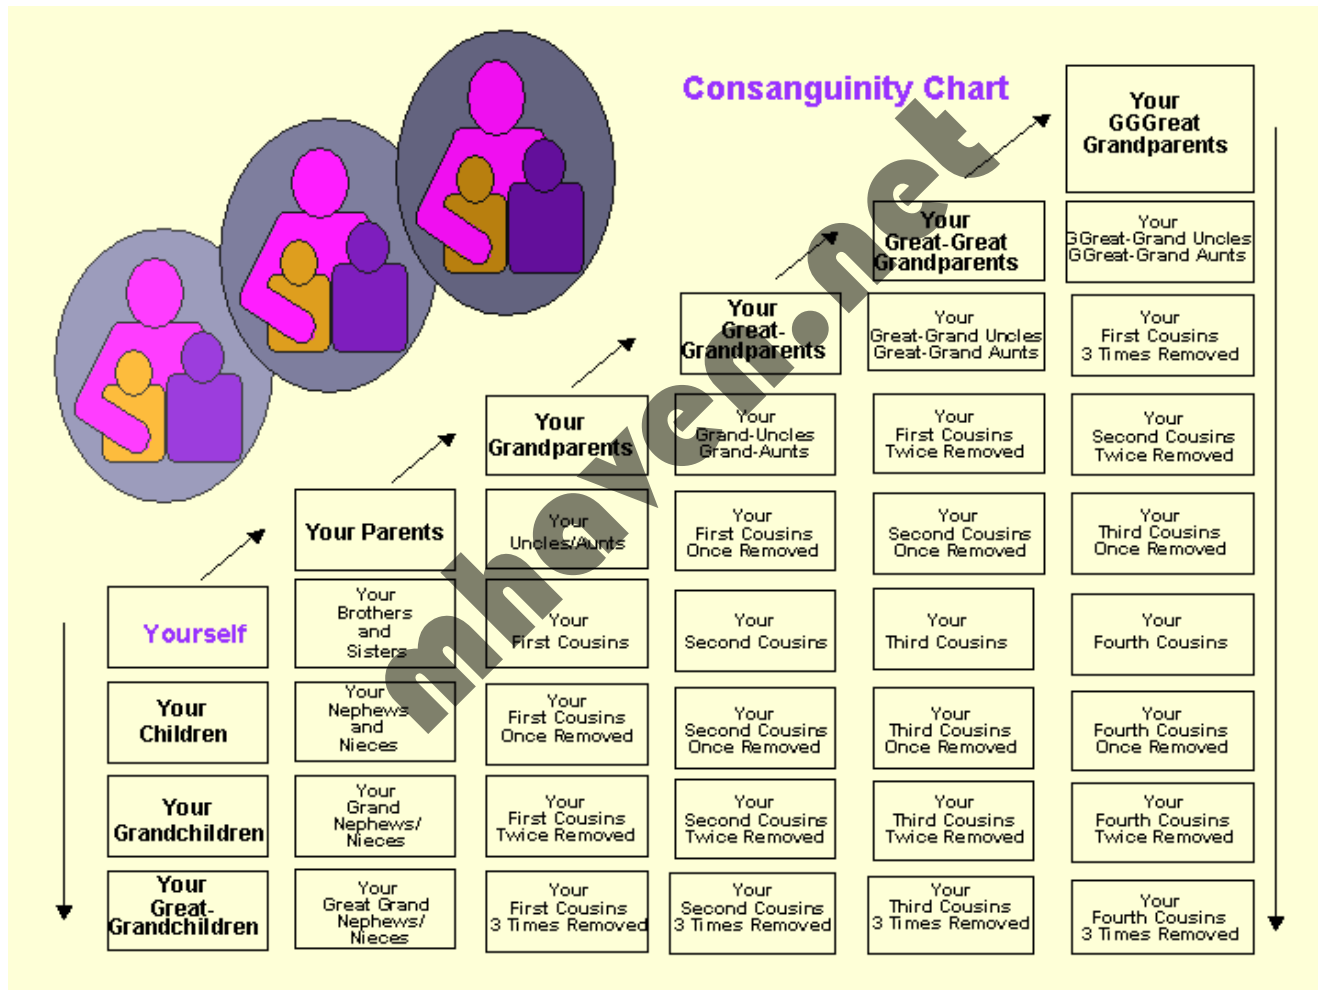 Consanguinity Chart
Your
GGGreat
Grandparents
Your
Great-Great
Grandparents
Your
GGreat-Grand Uncles
GGreat-Grand Aunts
Your
Great-
Grandparents
Your
Great-Grand Uncles
Great-Grand Aunts
Your
First Cousins
3 Times Removed
Your
Grandparents
Your
Grand-Uncles
Grand-Aunts
Your
First Cousins
Twice Removed
Your
Second Cousins
Twice Removed
Your Parents
Your
Uncles/Aunts
Your
First Cousins
Once Removed
Your
Second Cousins
Once Removed
Your
Third Cousins
Once Removed
Yourself
Your
Brothers
and
Sisters
Your
First Cousins
Your
Second Cousins
Your
Third Cousins
Your
Fourth Cousins
Your
Children
Your
Nephews
and
Nieces
Your
First Cousins
Once Removed
Your
Second Cousins
Once Removed
Your
Third Cousins
Once Removed
Your
Fourth Cousins
Once Removed
Your
Grandchildren
Your
Grand
Nephews/
Nieces
Your
First Cousins
Twice Removed
Your
Second Cousins
Twice Removed
Your
Third Cousins
Twice Removed
Your
Fourth Cousins
Twice Removed
Your
Great-
Grandchildren
Your
Great Grand
Nephews/
Nieces
Your
First Cousins
3 Times Removed
Your
Second Cousins
3 Times Removed
Your
Third Cousins
3 Times Removed
Your
Fourth Cousins
3 Times Removed
mhaven.net